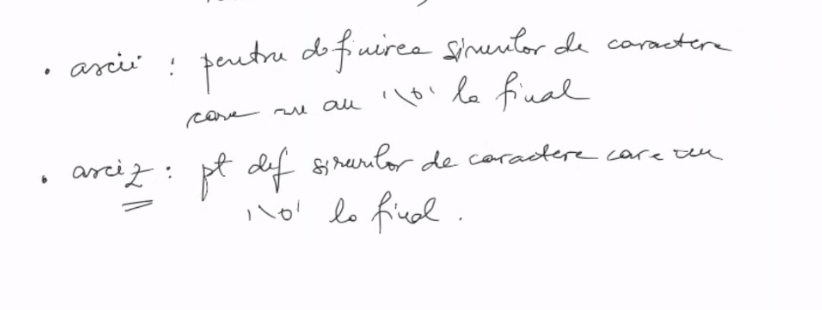 . ascii : pentru definirea sirurilor de caractere
care nu au '\0' la final
. asciz : pt def sirurilor de caractere care au
'\0' la final .